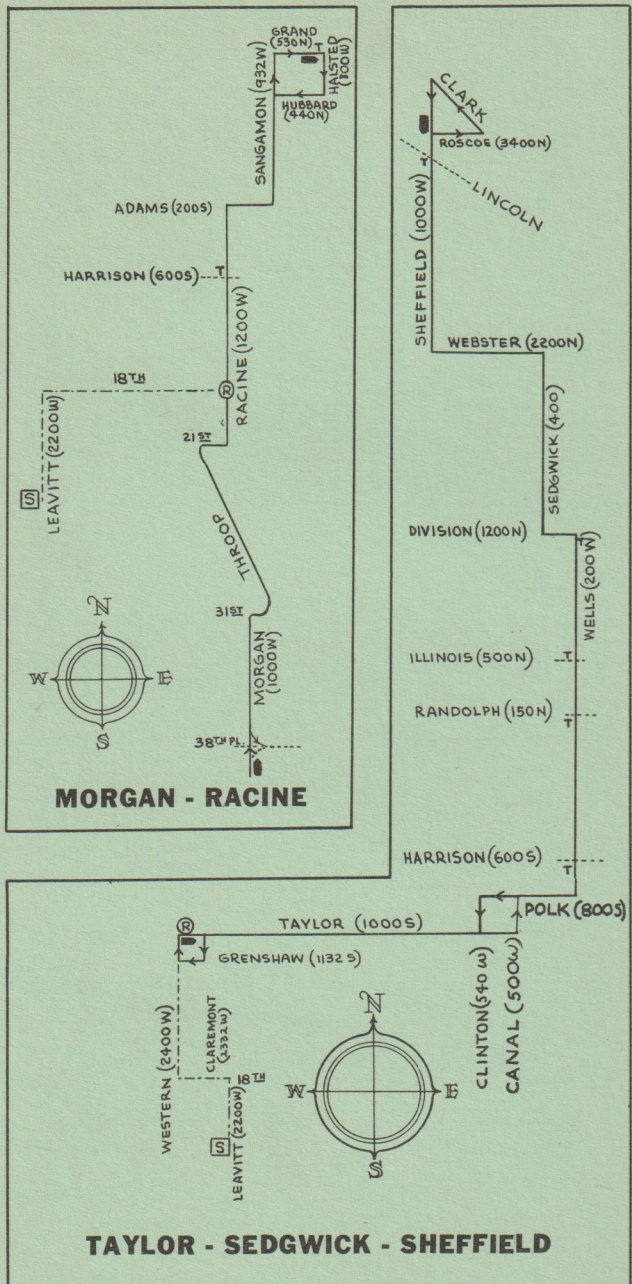 GRAND
(530N)
T
HALSTED
(800W)
SANGAMON (932W)
HUBBARD
(440N)
ADAMS (200S)
HARRISON (600S)
T
RACINE (1200W)
18TH
R
LEAVITT (2200W)
S
21ST
THROOP
31ST
MORGAN
(1000W)
38TH PL.
N
W
E
S
MORGAN - RACINE
CLARK
ROSCOE (3400N)
T
LINCOLN
SHEFFIELD (1000W)
WEBSTER (2200N)
SEDGWICK (400)
DIVISION (1200N)
T
WELLS (200W)
ILLINOIS (500N)
T
RANDOLPH (150N)
T
HARRISON (600S)
T
POLK (800S)
R
TAYLOR (1000S)
GRENSHAW (1132S)
CLINTON (540W)
CANAL (500W)
WESTERN (2400W)
CLAREMONT
(2332W)
18TH
S
LEAVITT (2200W)
N
W
E
S
TAYLOR - SEDGWICK - SHEFFIELD